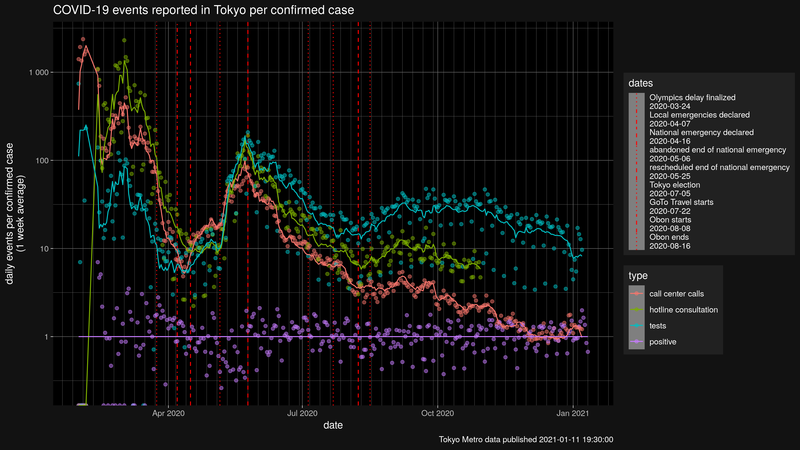 COVID-19 events reported in Tokyo per confirmed case
daily events per confirmed case
(1 week average)
1 000
100
10
1
Apr 2020
Jul 2020
Oct 2020
Jan 2021
date
Tokyo Metro data published 2021-01-11 19:30:00
dates
Olympics delay finalized
2020-03-24
Local emergencies declared
2020-04-07
National emergency declared
2020-04-16
abandoned end of national emergency
2020-05-06
rescheduled end of national emergency
2020-05-25
Tokyo election
2020-07-05
GoTo Travel starts
2020-07-22
Obon starts
2020-08-08
Obon ends
2020-08-16
type
call center calls
hotline consultation
tests
positive